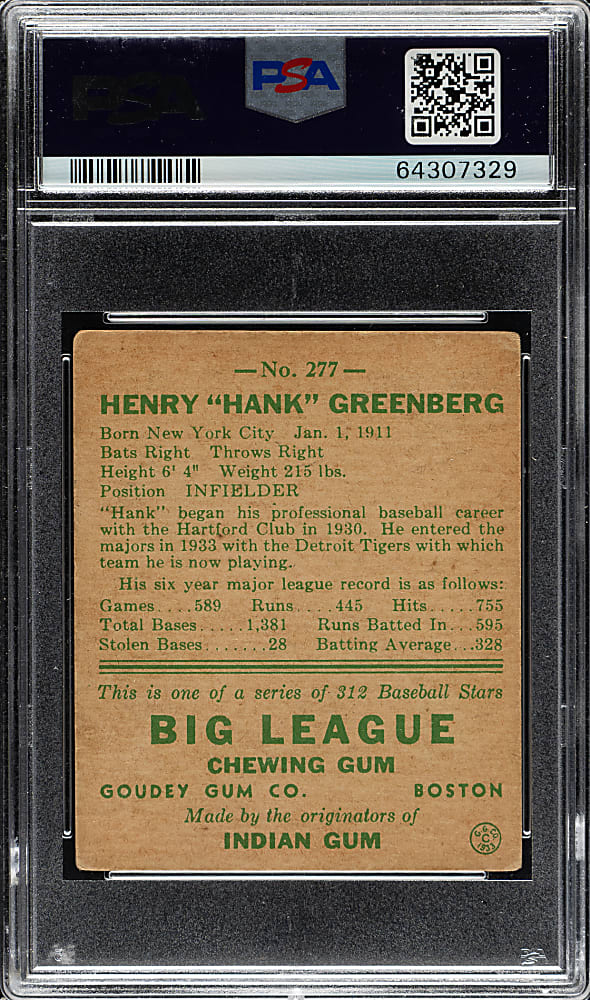 PSA
PSA
64307329
—No. 277—
HENRY “HANK” GREENBERG
Born New York City Jan. 1, 1911
Bats Right Throws Right
Height 6' 4" Weight 215 lbs.
Position INFIELDER
“Hank” began his professional baseball career
with the Hartford Club in 1930. He entered the
majors in 1933 with the Detroit Tigers with which
team he is now playing.
His six year major league record is as follows:
Games....589 Runs....445 Hits.....755
Total Bases.....1,381 Runs Batted In...595
Stolen Bases.......28 Batting Average...328
This is one of a series of 312 Baseball Stars
BIG LEAGUE
CHEWING GUM
GOUDEY GUM CO. BOSTON
Made by the originators of
INDIAN GUM
G. G. CO.
C
1933